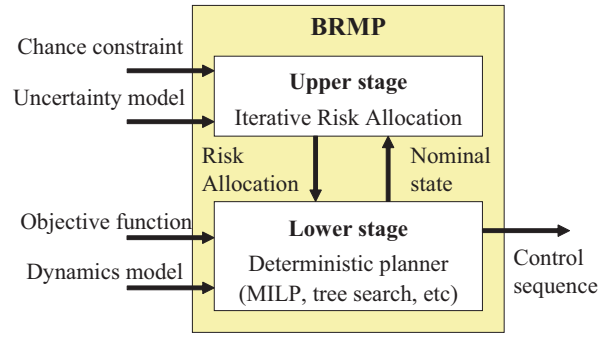 BRMP
Chance constraint
Uncertainty model
Upper stage
Iterative Risk Allocation
Risk
Allocation
Nominal
state
Objective function
Dynamics model
Lower stage
Deterministic planner
(MILP, tree search, etc)
Control
sequence